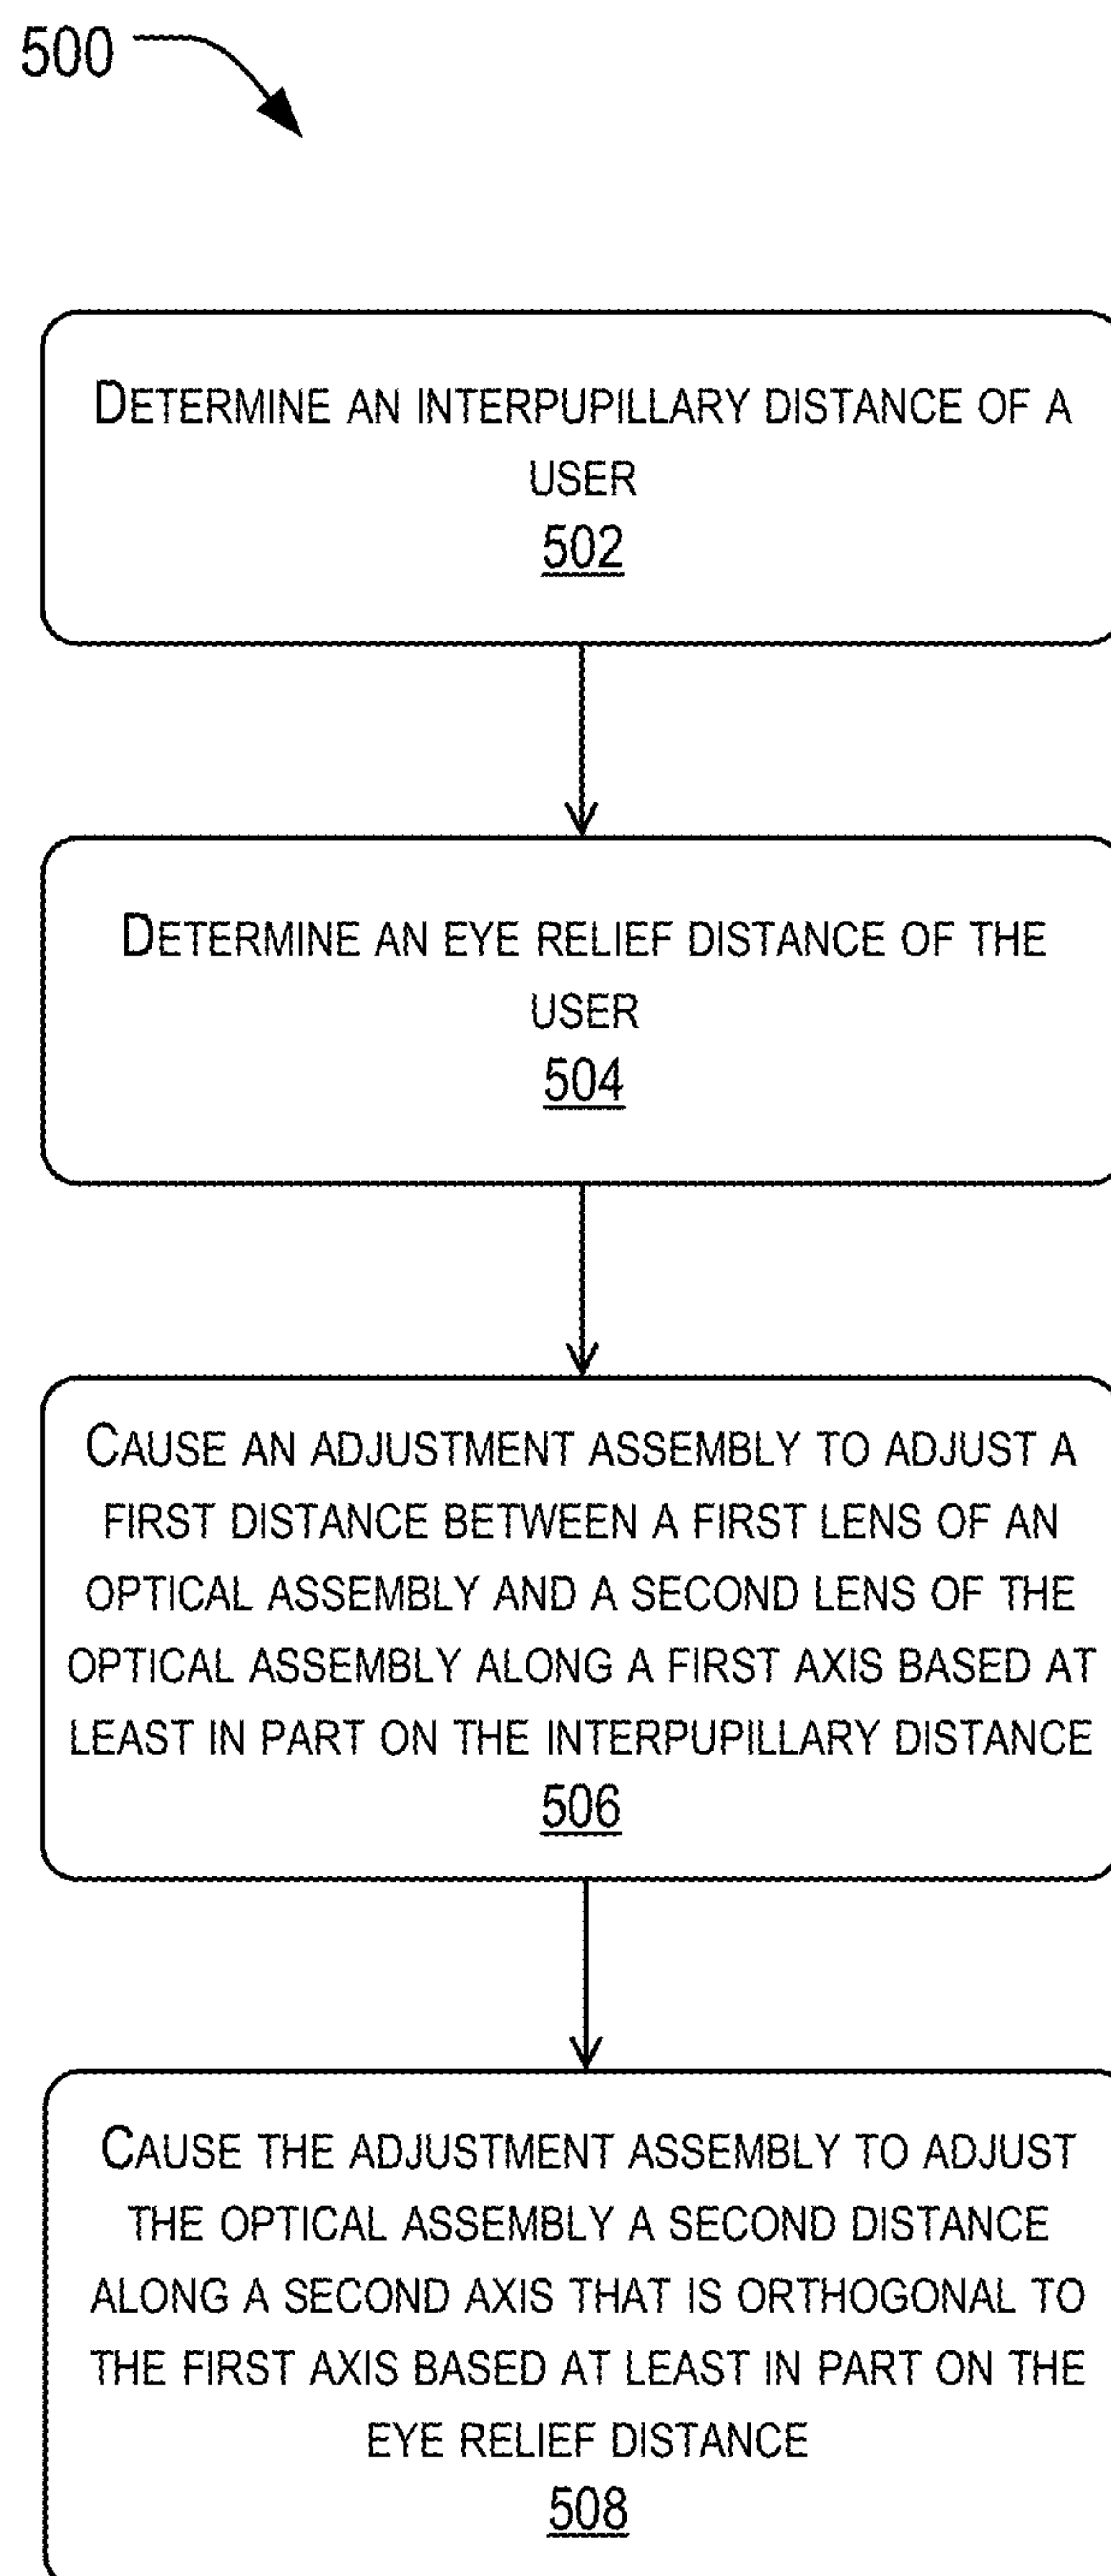 500
DETERMINE AN INTERPUPILLARY DISTANCE OF A
USER
502
DETERMINE AN EYE RELIEF DISTANCE OF THE
USER
504
CAUSE AN ADJUSTMENT ASSEMBLY TO ADJUST A
FIRST DISTANCE BETWEEN A FIRST LENS OF AN
OPTICAL ASSEMBLY AND A SECOND LENS OF THE
OPTICAL ASSEMBLY ALONG A FIRST AXIS BASED AT
LEAST IN PART ON THE INTERPUPILLARY DISTANCE
506
CAUSE THE ADJUSTMENT ASSEMBLY TO ADJUST
THE OPTICAL ASSEMBLY A SECOND DISTANCE
ALONG A SECOND AXIS THAT IS ORTHOGONAL TO
THE FIRST AXIS BASED AT LEAST IN PART ON THE
EYE RELIEF DISTANCE
508